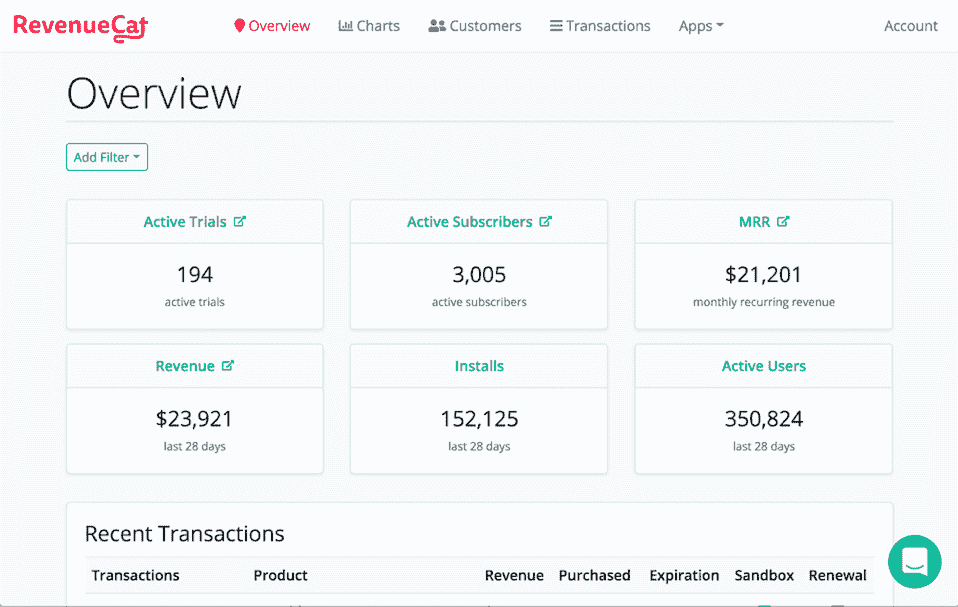 RevenueCat Overview Charts Customers Transactions Apps Account
Overview
Add Filter
Active Trials Active Subscribers MRR
194 3,005 $21,201
active trials active subscribers monthly recurring revenue
Revenue Installs Active Users
$23,921 152,125 350,824
last 28 days last 28 days last 28 days
Recent Transactions
Transactions Product Revenue Purchased Expiration Sandbox Renewal